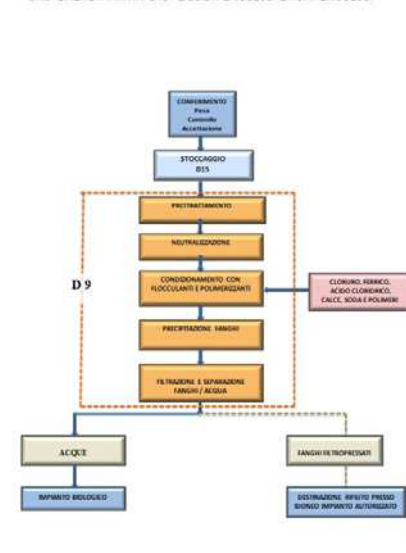 CONFERIMENTO
Pesa
Controllo
Accettazione
STOCCAGGIO
D15
PRETRATTAMENTO
NEUTRALIZZAZIONE
D 9
CONDIZIONAMENTO CON
FLOCCULANTI E POLIMERIZZANTI
CLORURO, FERRICO,
ACIDO CLORIDRICO,
CALCE, SODA E POLIMERI
PRECIPITAZIONE FANGHI
FILTRAZIONE E SEPARAZIONE
FANGHI / ACQUA
ACQUE
FANGHI FILTROPRESSATI
IMPIANTO BIOLOGICO
DESTINAZIONE RIFIUTO PRESSO
IDONEO IMPIANTO AUTORIZZATO